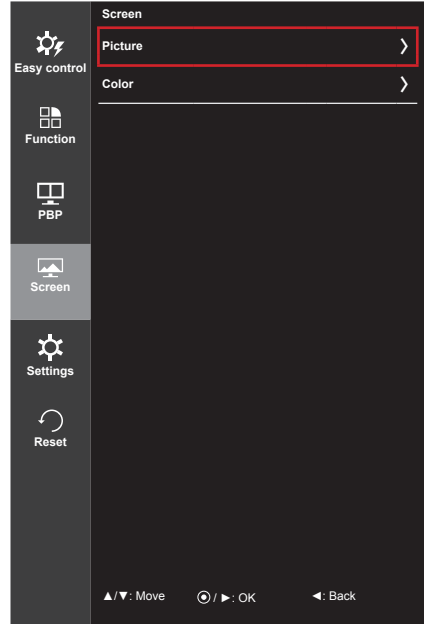 Screen
Picture
Color
Easy control
Function
PBP
Screen
Settings
Reset
▲/▼: Move ⦿ / ►: OK ◄: Back